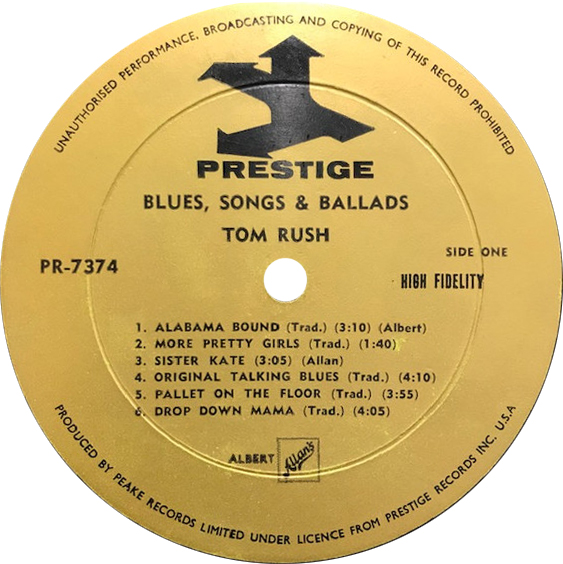 UNAUTHORISED PERFORMANCE, BROADCASTING AND COPYING OF THIS RECORD PROHIBITED
PRESTIGE
BLUES, SONGS & BALLADS
TOM RUSH
PR-7374
SIDE ONE
HIGH FIDELITY
1. ALABAMA BOUND (Trad.) (3:10) (Albert)
2. MORE PRETTY GIRLS (Trad.) (1:40)
3. SISTER KATE (3:05) (Allan)
4. ORIGINAL TALKING BLUES (Trad.) (4:10)
5. PALLET ON THE FLOOR (Trad.) (3:55)
6. DROP DOWN MAMA (Trad.) (4:05)
ALBERT Allan's
PRODUCED BY PEAKE RECORDS LIMITED UNDER LICENCE FROM PRESTIGE RECORDS INC. U.S.A